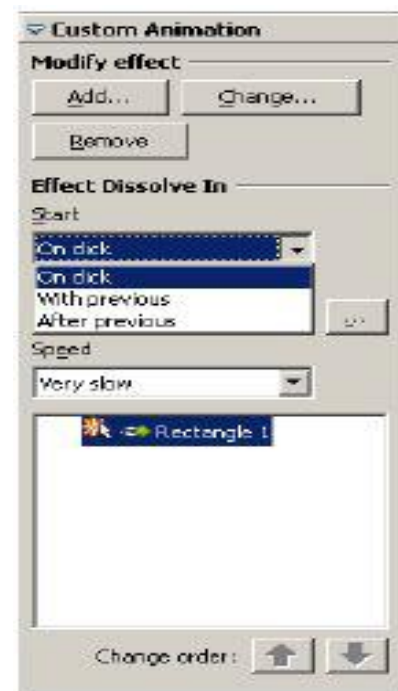 Custom Animation
Modify effect
Add... Change...
Remove
Effect Dissolve In
Start
On click
On click
With previous
After previous
Speed
Very slow
Rectangle 1
Change order: